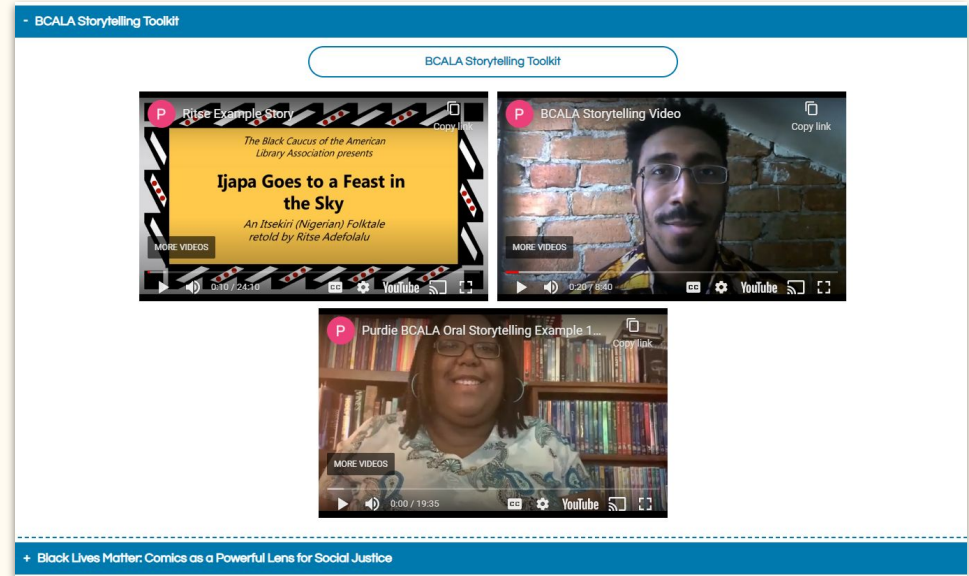 - BCALA Storytelling Toolkit
BCALA Storytelling Toolkit
P Ritse Example Story
Copy link
The Black Caucus of the American
Library Association presents
Ijapa Goes to a Feast in
the Sky
An Itsekiri (Nigerian) Folktale
retold by Ritse Adefolalu
MORE VIDEOS
0:10 / 24:10
CC
YouTube
P BCALA Storytelling Video
Copy link
MORE VIDEOS
0:20 / 8:40
CC
YouTube
P Purdie BCALA Oral Storytelling Example 1...
Copy link
MORE VIDEOS
0:00 / 19:35
CC
YouTube
+ Black Lives Matter: Comics as a Powerful Lens for Social Justice